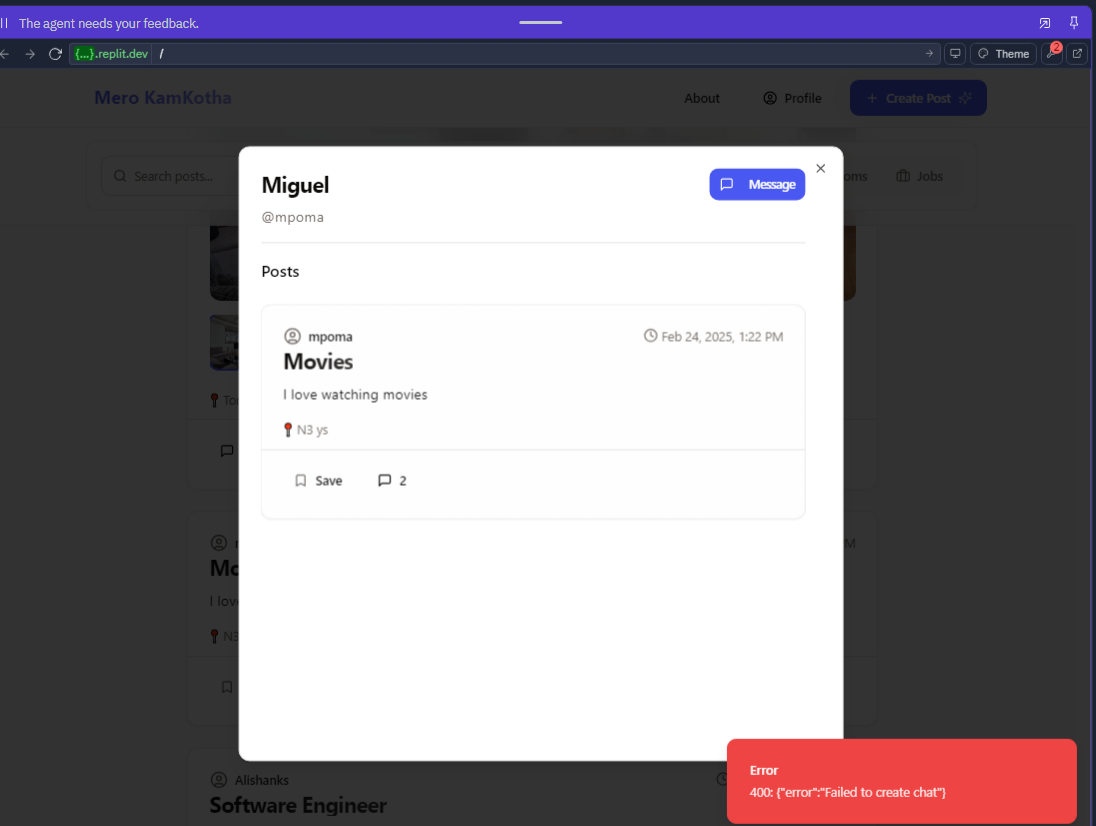 The agent needs your feedback.
{...}.replit.dev /
Theme
2
Mero KamKotha
About
Profile
+ Create Post
Search posts...
oms
Jobs
Miguel
Message
@mpoma
Posts
mpoma
Feb 24, 2025, 1:22 PM
Movies
I love watching movies
N3 ys
Save
2
To
M
Mo
I lov
N3
Alishanks
Software Engineer
Error
400: {"error":"Failed to create chat"}